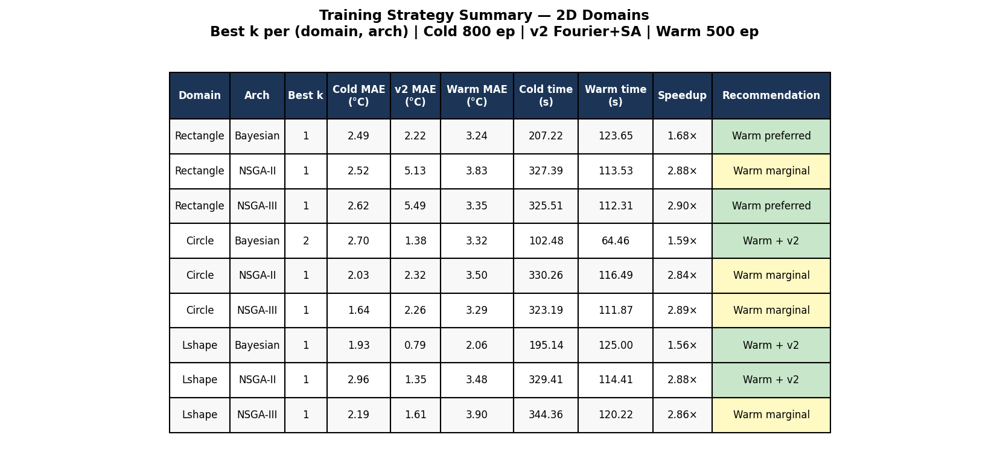 Training Strategy Summary — 2D Domains
Best k per (domain, arch) | Cold 800 ep | v2 Fourier+SA | Warm 500 ep
Domain Arch Best k Cold MAE (°C) v2 MAE (°C) Warm MAE (°C) Cold time (s) Warm time (s) Speedup Recommendation
Rectangle Bayesian 1 2.49 2.22 3.24 207.22 123.65 1.68× Warm preferred
Rectangle NSGA-II 1 2.52 5.13 3.83 327.39 113.53 2.88× Warm marginal
Rectangle NSGA-III 1 2.62 5.49 3.35 325.51 112.31 2.90× Warm preferred
Circle Bayesian 2 2.70 1.38 3.32 102.48 64.46 1.59× Warm + v2
Circle NSGA-II 1 2.03 2.32 3.50 330.26 116.49 2.84× Warm marginal
Circle NSGA-III 1 1.64 2.26 3.29 323.19 111.87 2.89× Warm marginal
Lshape Bayesian 1 1.93 0.79 2.06 195.14 125.00 1.56× Warm + v2
Lshape NSGA-II 1 2.96 1.35 3.48 329.41 114.41 2.88× Warm + v2
Lshape NSGA-III 1 2.19 1.61 3.90 344.36 120.22 2.86× Warm marginal